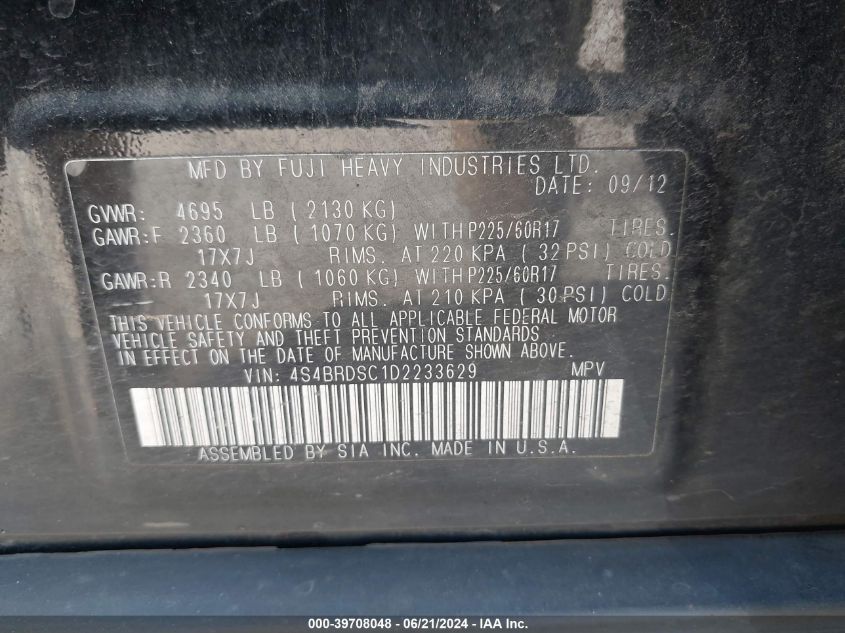 MFD BY FUJI HEAVY INDUSTRIES LTD.
DATE: 09/12
GVWR: 4695 LB ( 2130 KG)
GAWR:F 2360 LB ( 1070 KG) WITH P225/60R17 TIRES.
17X7J RIMS. AT 220 KPA ( 32 PSI) COLD
GAWR:R 2340 LB ( 1060 KG) WITH P225/60R17 TIRES.
17X7J RIMS. AT 210 KPA ( 30 PSI) COLD
THIS VEHICLE CONFORMS TO ALL APPLICABLE FEDERAL MOTOR
VEHICLE SAFETY AND THEFT PREVENTION STANDARDS
IN EFFECT ON THE DATE OF MANUFACTURE SHOWN ABOVE.
VIN: 4S4BRDSC1D2233629 MPV
ASSEMBLED BY SIA INC. MADE IN U.S.A.
000-39708048 - 06/21/2024 - IAA Inc.